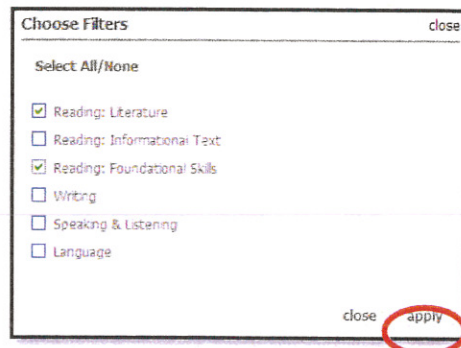 Choose Filters close
Select All/None
Reading: Literature
Reading: Informational Text
Reading: Foundational Skills
Writing
Speaking & Listening
Language
close apply